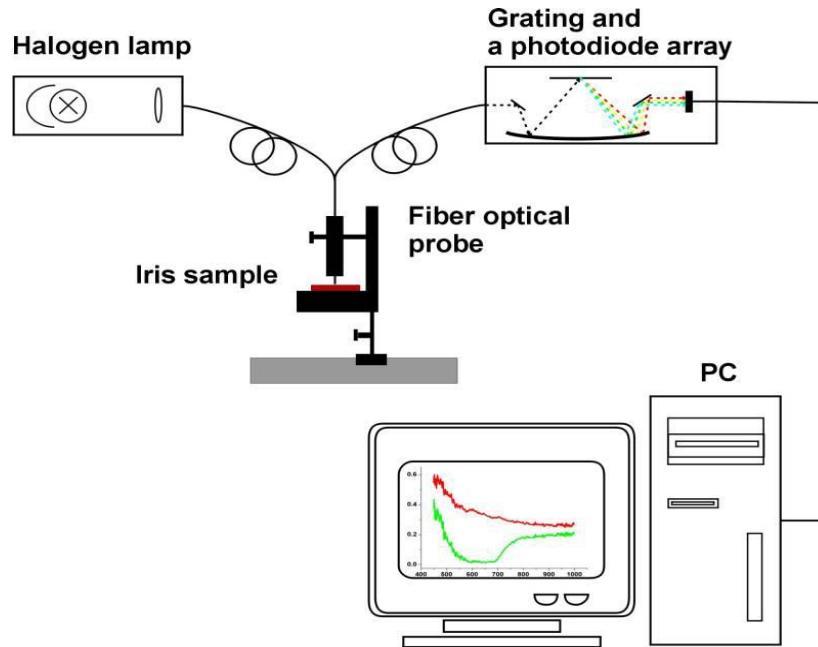 Halogen lamp
Grating and
a photodiode array
Fiber optical
probe
Iris sample
PC
0.6
0.4
0.2
0.0
400 500 600 700 800 900 1000